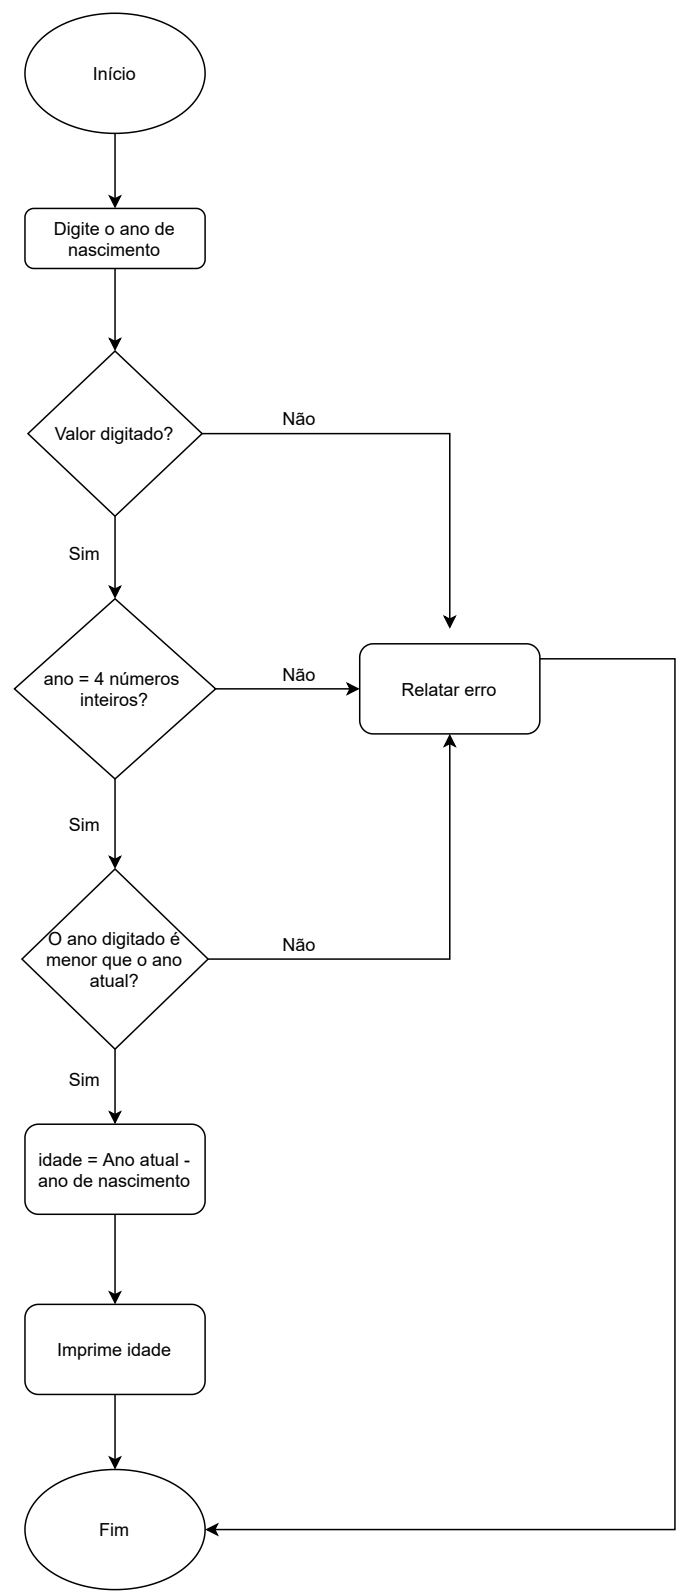 Início
Digite o ano de
nascimento
Valor digitado?
Não
Sim
ano = 4 números
inteiros?
Não
Relatar erro
Sim
O ano digitado é
menor que o ano
atual?
Não
Sim
idade = Ano atual -
ano de nascimento
Imprime idade
Fim